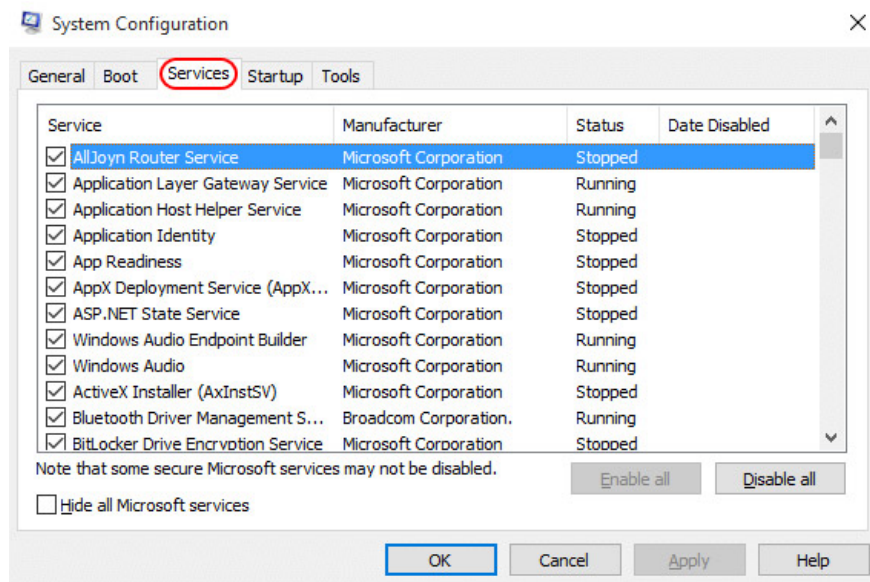 System Configuration
General Boot Services Startup Tools
Service Manufacturer Status Date Disabled
AllJoyn Router Service Microsoft Corporation Stopped
Application Layer Gateway Service Microsoft Corporation Running
Application Host Helper Service Microsoft Corporation Running
Application Identity Microsoft Corporation Stopped
App Readiness Microsoft Corporation Stopped
AppX Deployment Service (AppX... Microsoft Corporation Stopped
ASP.NET State Service Microsoft Corporation Stopped
Windows Audio Endpoint Builder Microsoft Corporation Running
Windows Audio Microsoft Corporation Running
ActiveX Installer (AxInstSV) Microsoft Corporation Stopped
Bluetooth Driver Management S... Broadcom Corporation. Running
BitLocker Drive Encryption Service Microsoft Corporation Stopped
Note that some secure Microsoft services may not be disabled.
Enable all Disable all
Hide all Microsoft services
OK Cancel Apply Help